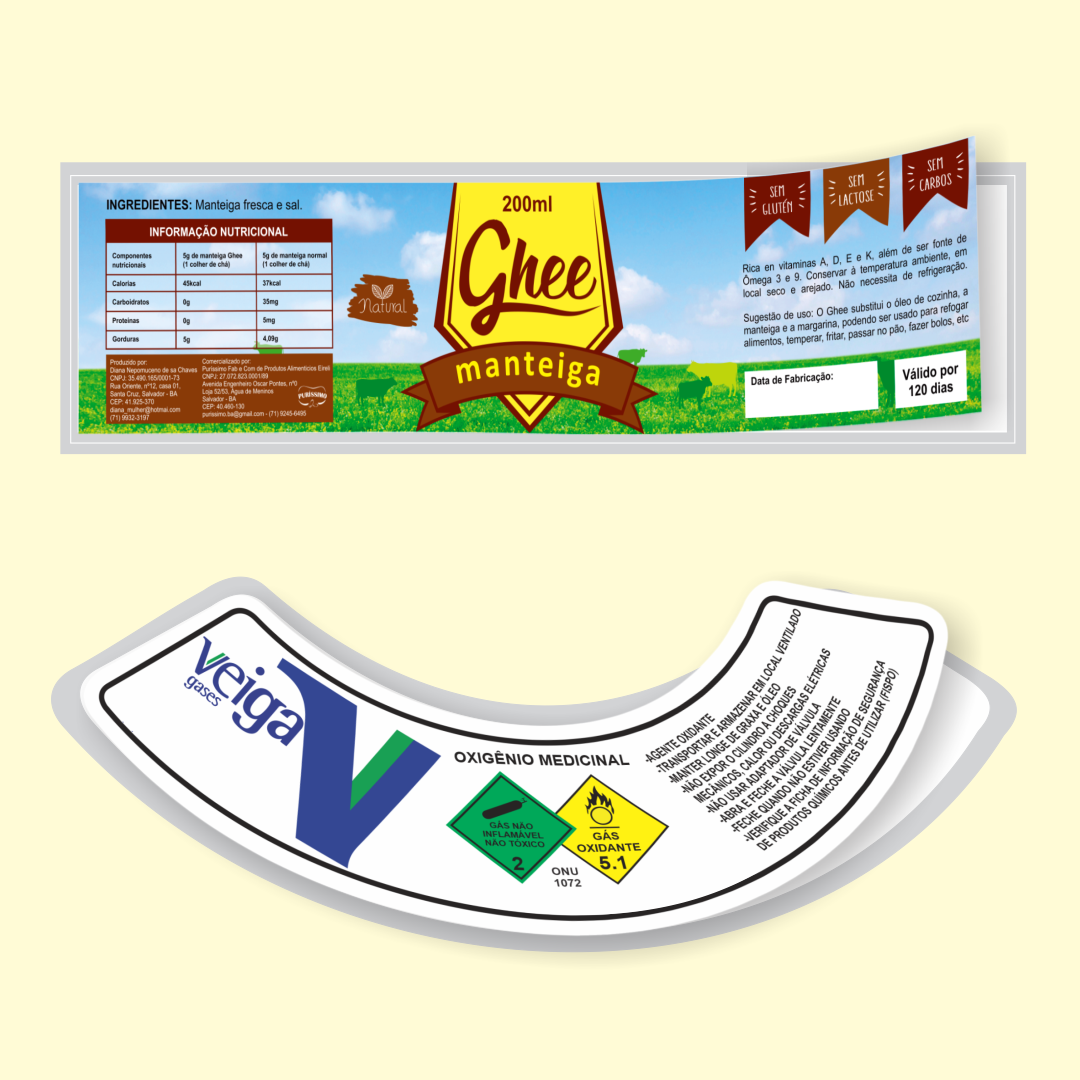 INGREDIENTES: Manteiga fresca e sal.
INFORMAÇÃO NUTRICIONAL
Componentes nutricionais 5g de manteiga Ghee (1 colher de chá) 5g de manteiga normal (1 colher de chá)
Calorias 45kcal 37kcal
Carboidratos 0g 35mg
Proteínas 0g 5mg
Gorduras 5g 4,09g
Produzido por:
Diana Nepomuceno de sa Chaves
CNPJ: 35.490.165/0001-73
Rua Oriente, nº12, casa 01,
Santa Cruz, Salvador - BA
CEP: 41.925-370
diana_mulher@hotmai.com
(71) 9932-3197
Comercializado por:
Purissimo Fab e Com de Produtos Alimenticios Eireli
CNPJ: 27.072.823.0001/89
Avenida Engenheiro Oscar Pontes, nº0
Loja 52/53, Água de Meninos
Salvador - BA
CEP: 40.460-130
purissimo.ba@gmail.com - (71) 9245-6495
PURÍSSIMO
Natural
200ml
Ghee
manteiga
SEM
GLUTÉN
SEM
LACTOSE
SEM
CARBOS
Rica en vitaminas A, D, E e K, além de ser fonte de
Ômega 3 e 9. Conservar à temperatura ambiente, em
local seco e arejado. Não necessita de refrigeração.
Sugestão de uso: O Ghee substitui o óleo de cozinha, a
manteiga e a margarina, podendo ser usado para refogar
alimentos, temperar, fritar, passar no pão, fazer bolos, etc
Data de Fabricação:
Válido por
120 dias
veiga
gases
OXIGÊNIO MEDICINAL
GÁS NÃO
INFLAMÁVEL
NÃO TÓXICO
2
GÁS
OXIDANTE
5.1
ONU
1072
-AGENTE OXIDANTE
-TRANSPORTAR E ARMAZENAR EM LOCAL VENTILADO
-MANTER LONGE DE GRAXA E ÓLEO
-NÃO EXPOR O CILINDRO A CHOQUES
MECÂNICOS, CALOR OU DESCARGAS ELÉTRICAS
-NÃO USAR ADAPTADOR DE VÁLVULA
-ABRA E FECHE A VÁLVULA LENTAMENTE
-FECHE QUANDO NÃO ESTIVER USANDO
-VERIFIQUE A FICHA DE INFORMAÇÃO DE SEGURANÇA
DE PRODUTOS QUÍMICOS ANTES DE UTILIZAR (FISPQ)